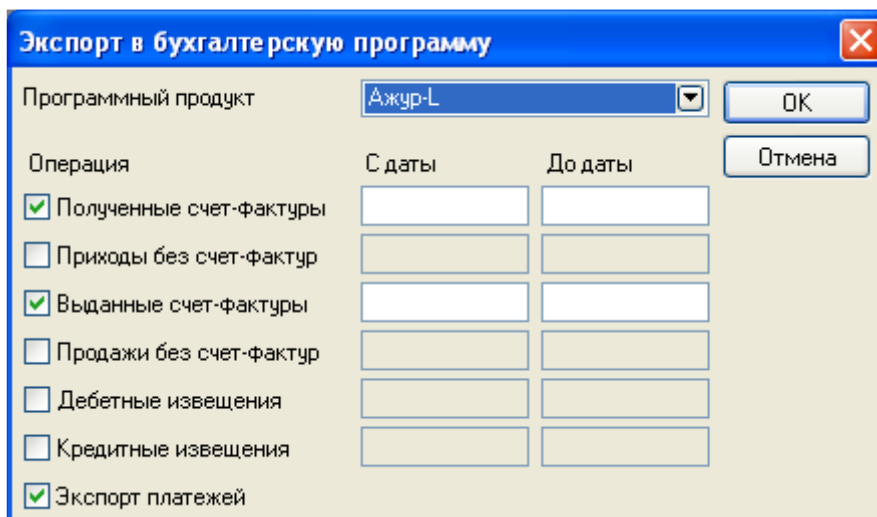 Экспорт в бухгалтерскую программу
Программный продукт Ажур-L OK
Отмена
Операция С даты До даты
Полученные счет-фактуры
Приходы без счет-фактур
Выданные счет-фактуры
Продажи без счет-фактур
Дебетные извещения
Кредитные извещения
Экспорт платежей